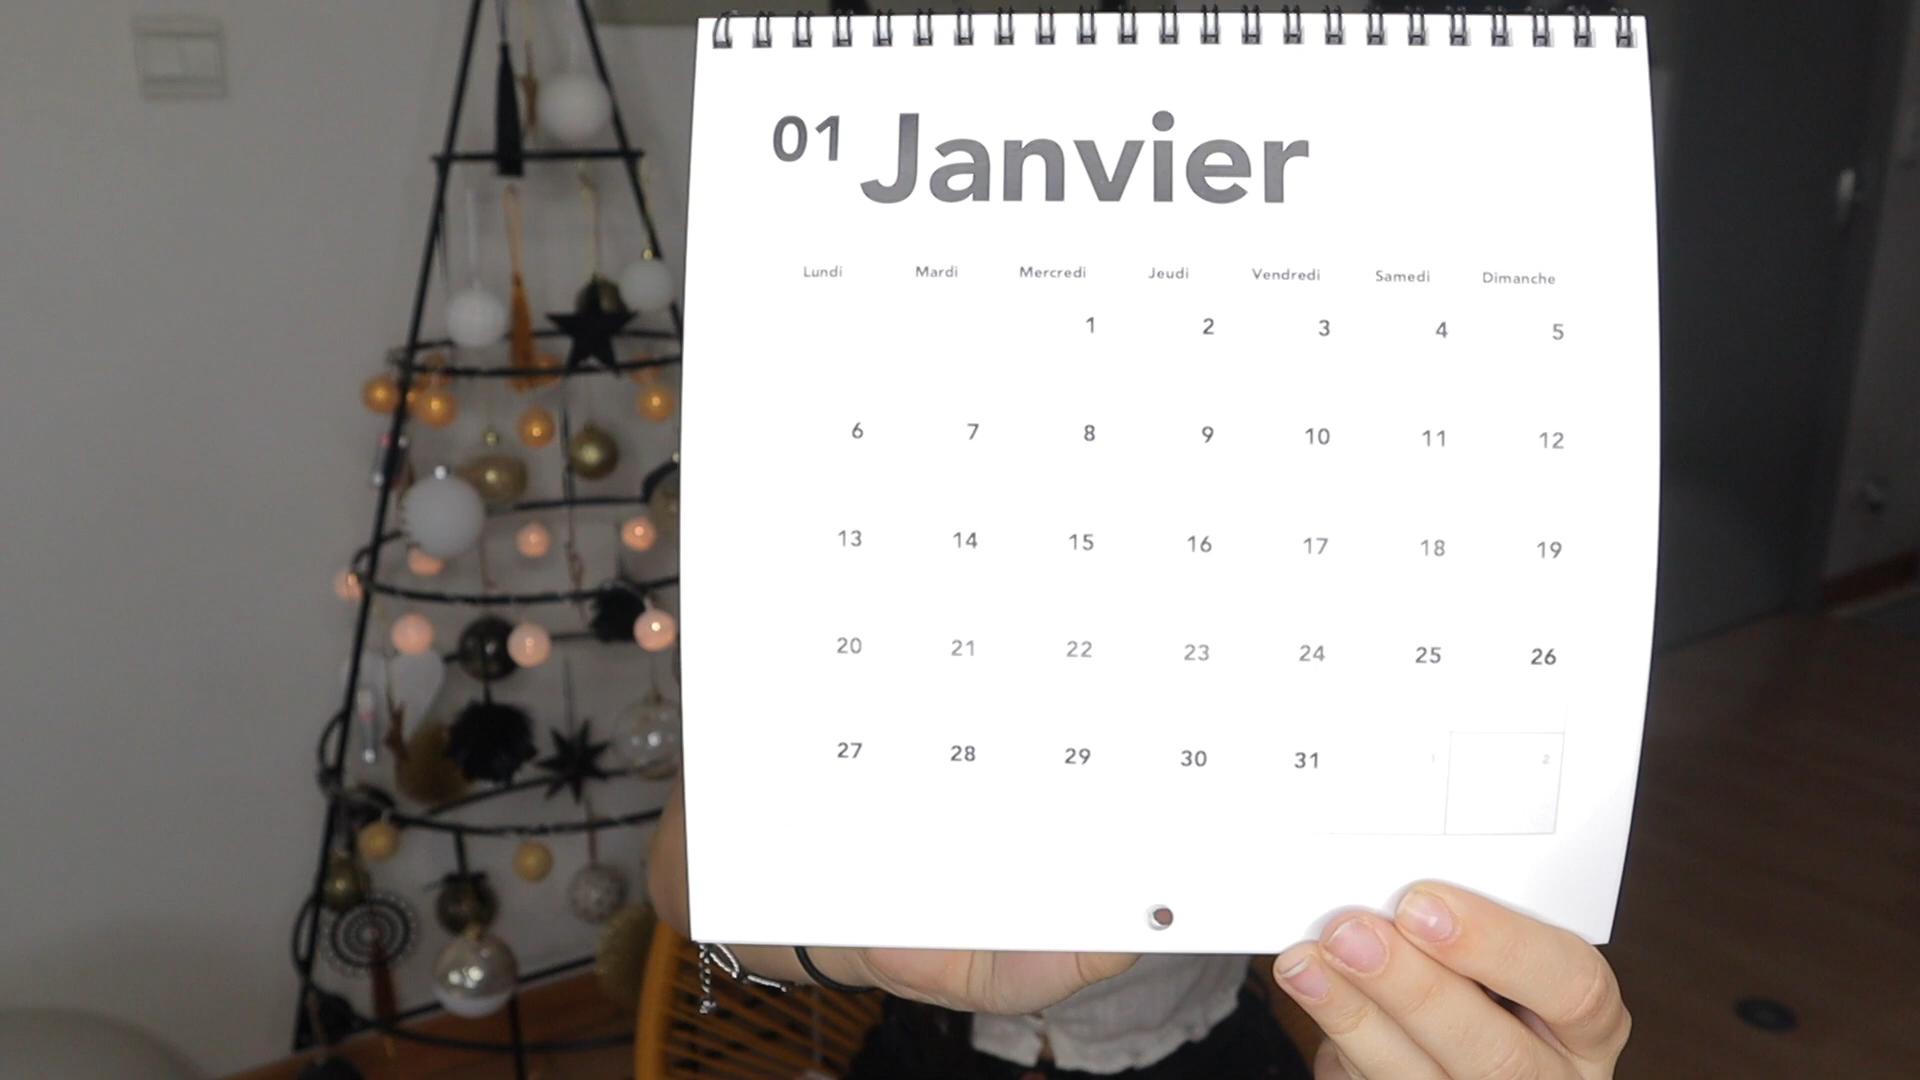 01 Janvier
Lundi Mardi Mercredi Jeudi Vendredi Samedi Dimanche
1 2 3 4 5
6 7 8 9 10 11 12
13 14 15 16 17 18 19
20 21 22 23 24 25 26
27 28 29 30 31 1 2